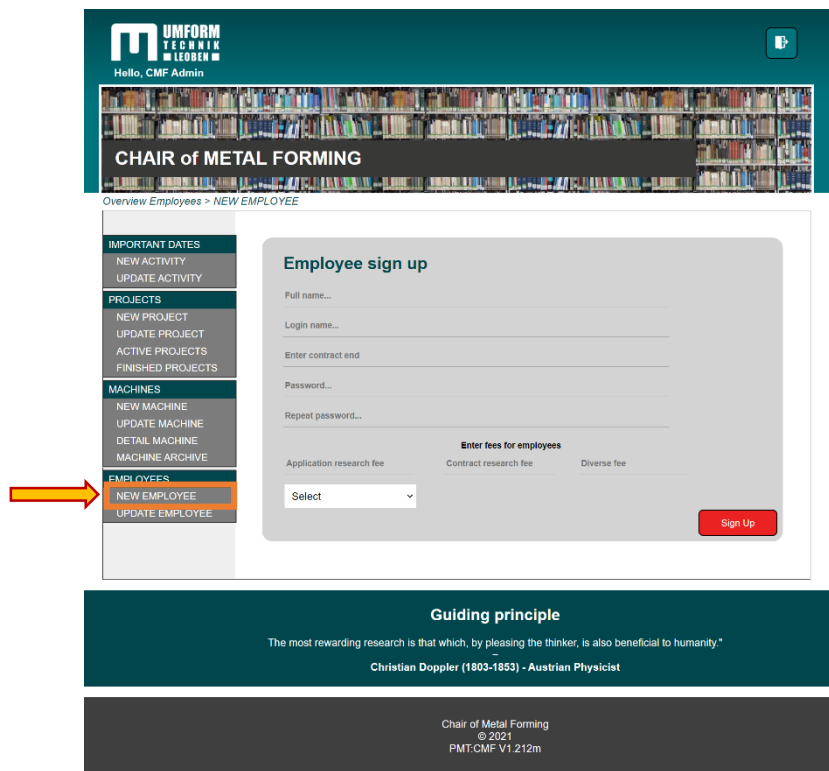 UMFORM
TECHNIK
LEOBEN
Hello, CMF Admin
CHAIR of METAL FORMING
Overview Employees > NEW EMPLOYEE
IMPORTANT DATES
NEW ACTIVITY
UPDATE ACTIVITY
PROJECTS
NEW PROJECT
UPDATE PROJECT
ACTIVE PROJECTS
FINISHED PROJECTS
MACHINES
NEW MACHINE
UPDATE MACHINE
DETAIL MACHINE
MACHINE ARCHIVE
EMPLOYEES
NEW EMPLOYEE
UPDATE EMPLOYEE
Employee sign up
Full name...
Login name...
Enter contract end
Password...
Repeat password...
Enter fees for employees
Application research fee Contract research fee Diverse fee
Select
Sign Up
Guiding principle
The most rewarding research is that which, by pleasing the thinker, is also beneficial to humanity."
–
Christian Doppler (1803-1853) - Austrian Physicist
Chair of Metal Forming
© 2021
PMT:CMF V1.212m